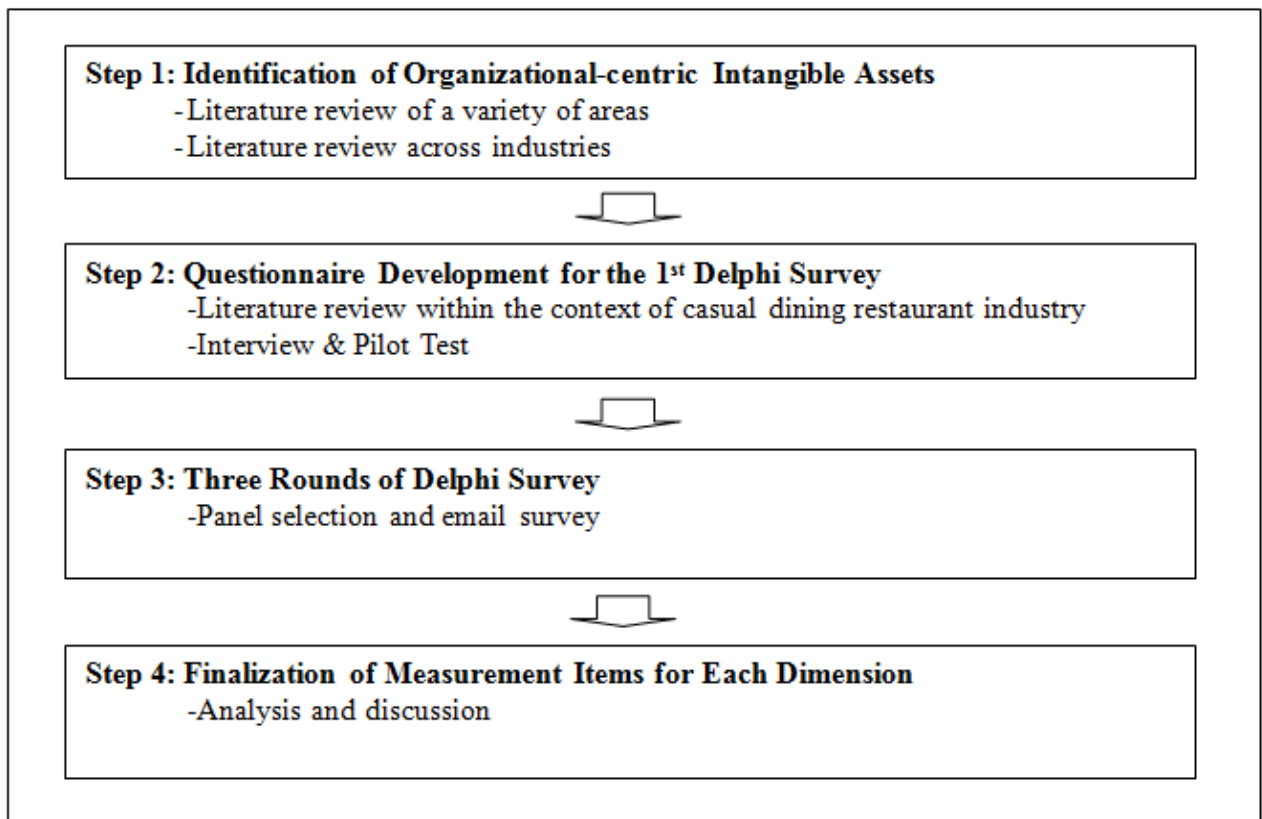 Step 1: Identification of Organizational-centric Intangible Assets
-Literature review of a variety of areas
-Literature review across industries
Step 2: Questionnaire Development for the 1st Delphi Survey
-Literature review within the context of casual dining restaurant industry
-Interview & Pilot Test
Step 3: Three Rounds of Delphi Survey
-Panel selection and email survey
Step 4: Finalization of Measurement Items for Each Dimension
-Analysis and discussion